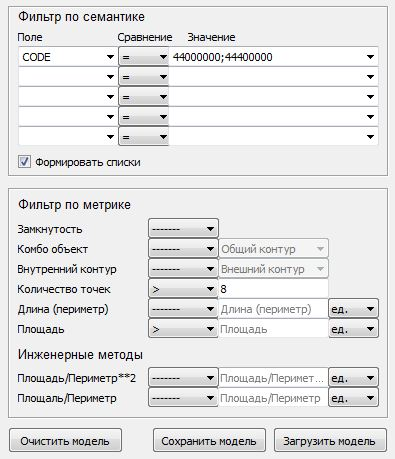 Фильтр по семантике
Поле Сравнение Значение
CODE = 44000000;44400000
=
=
=
=
Формировать списки
Фильтр по метрике
Замкнутость -------
Комбо объект ------- Общий контур
Внутренний контур ------- Внешний контур
Количество точек > 8
Длина (периметр) ------- Длина (периметр) ед.
Площадь > Площадь ед.
Инженерные методы
Площадь/Периметр**2 ------- Площадь/Перимет... ед.
Площаль/Периметр ------- Площадь/Периметр ед.
Очистить модель Сохранить модель Загрузить модель